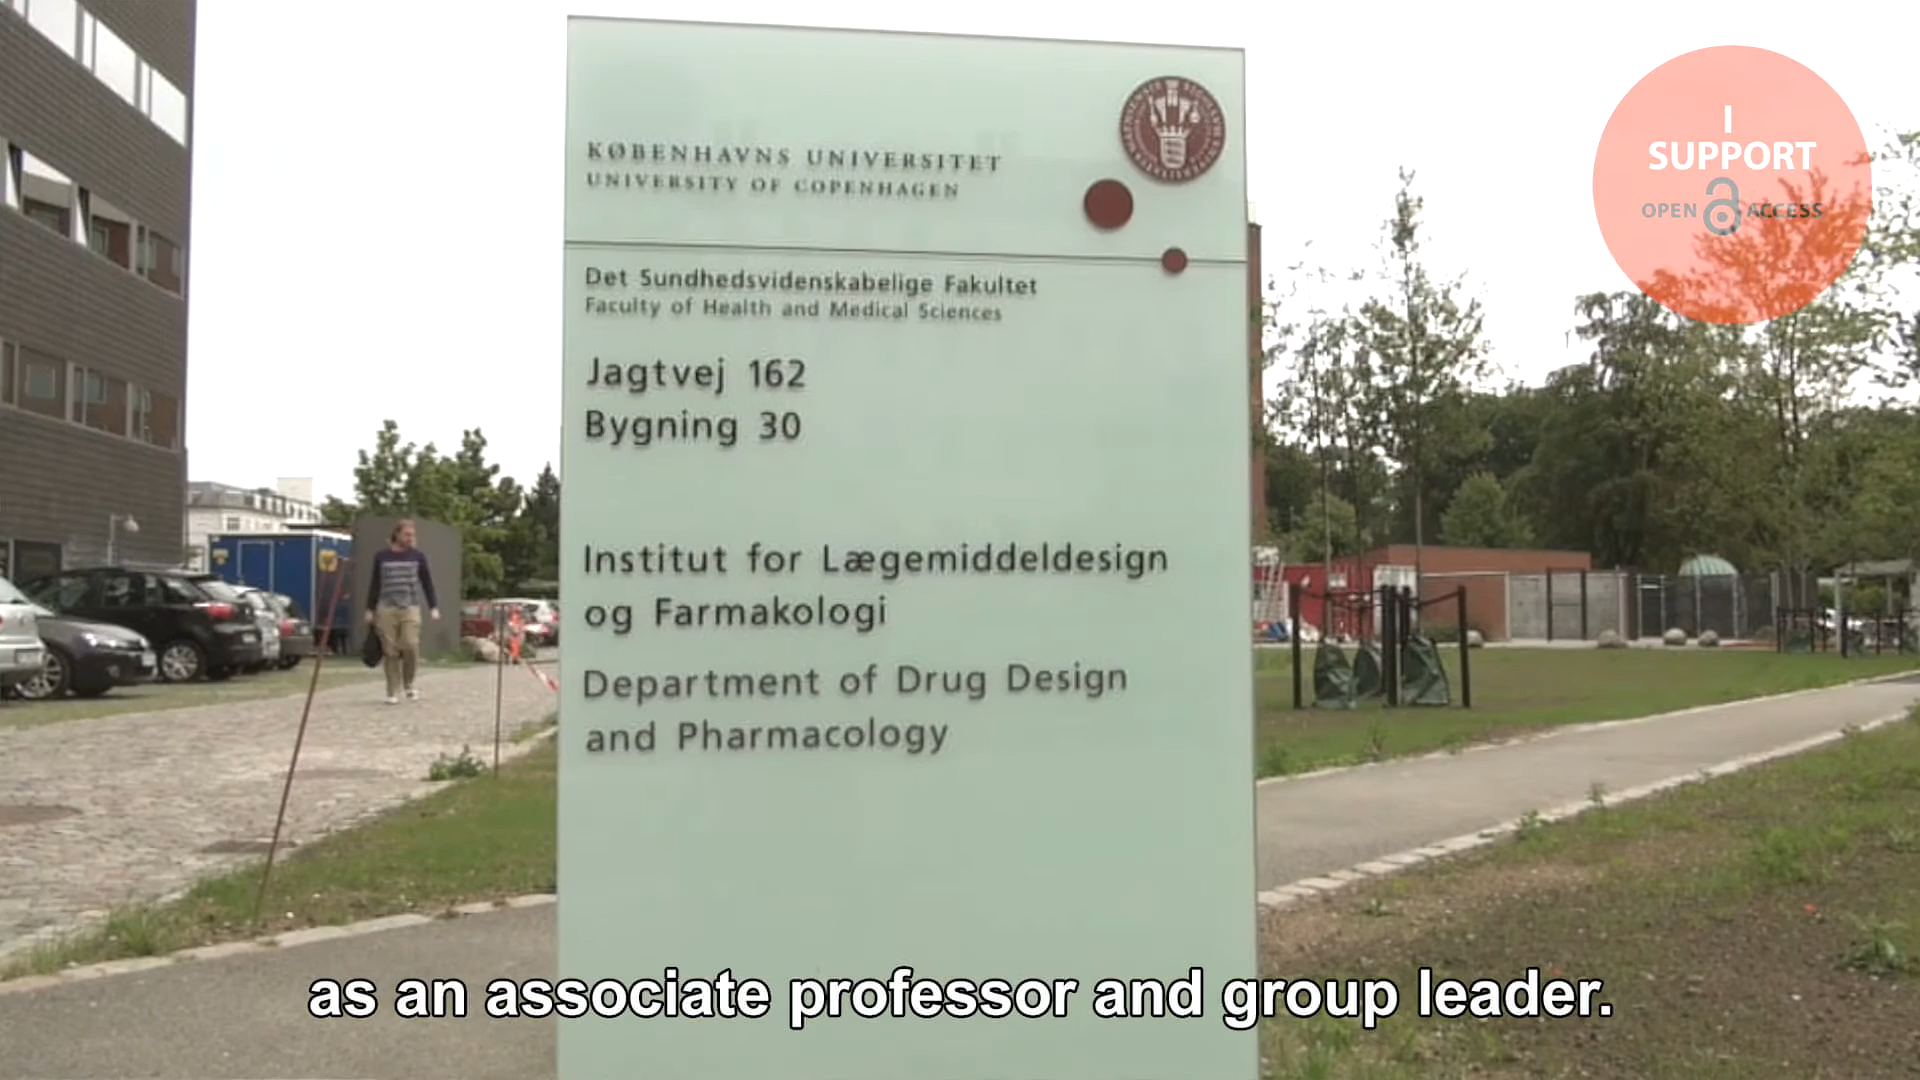 KØBENHAVNS UNIVERSITET
UNIVERSITY OF COPENHAGEN
Det Sundhedsvidenskabelige Fakultet
Faculty of Health and Medical Sciences
Jagtvej 162
Bygning 30
Institut for Lægemiddeldesign
og Farmakologi
Department of Drug Design
and Pharmacology
I
SUPPORT
OPEN ACCESS
as an associate professor and group leader.